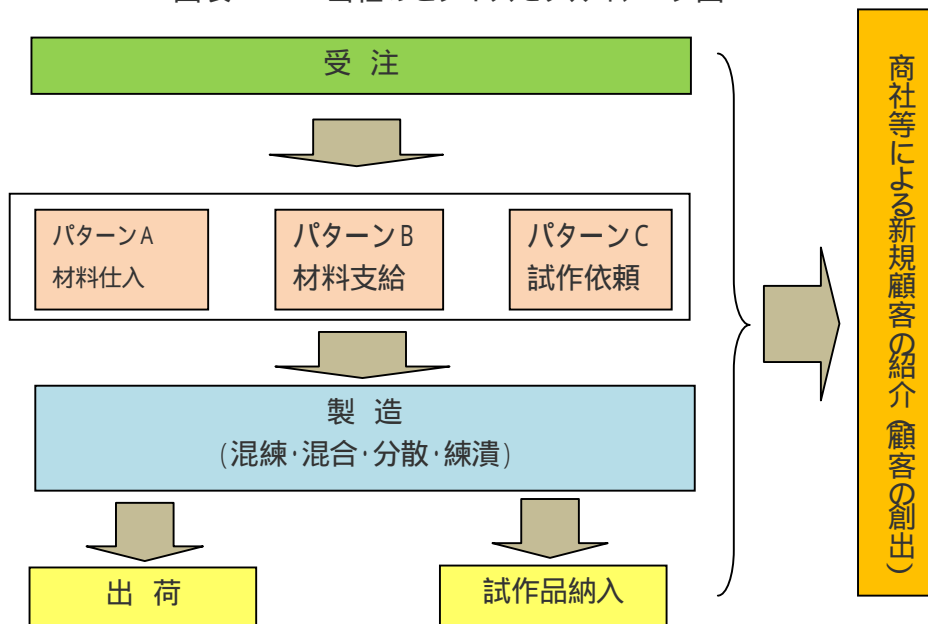 受 注
パターンA
材料仕入
パターンB
材料支給
パターンC
試作依頼
製 造
(混練・混合・分散・練潰)
出 荷
試作品納入
商社等による新規顧客の紹介(顧客の創出)